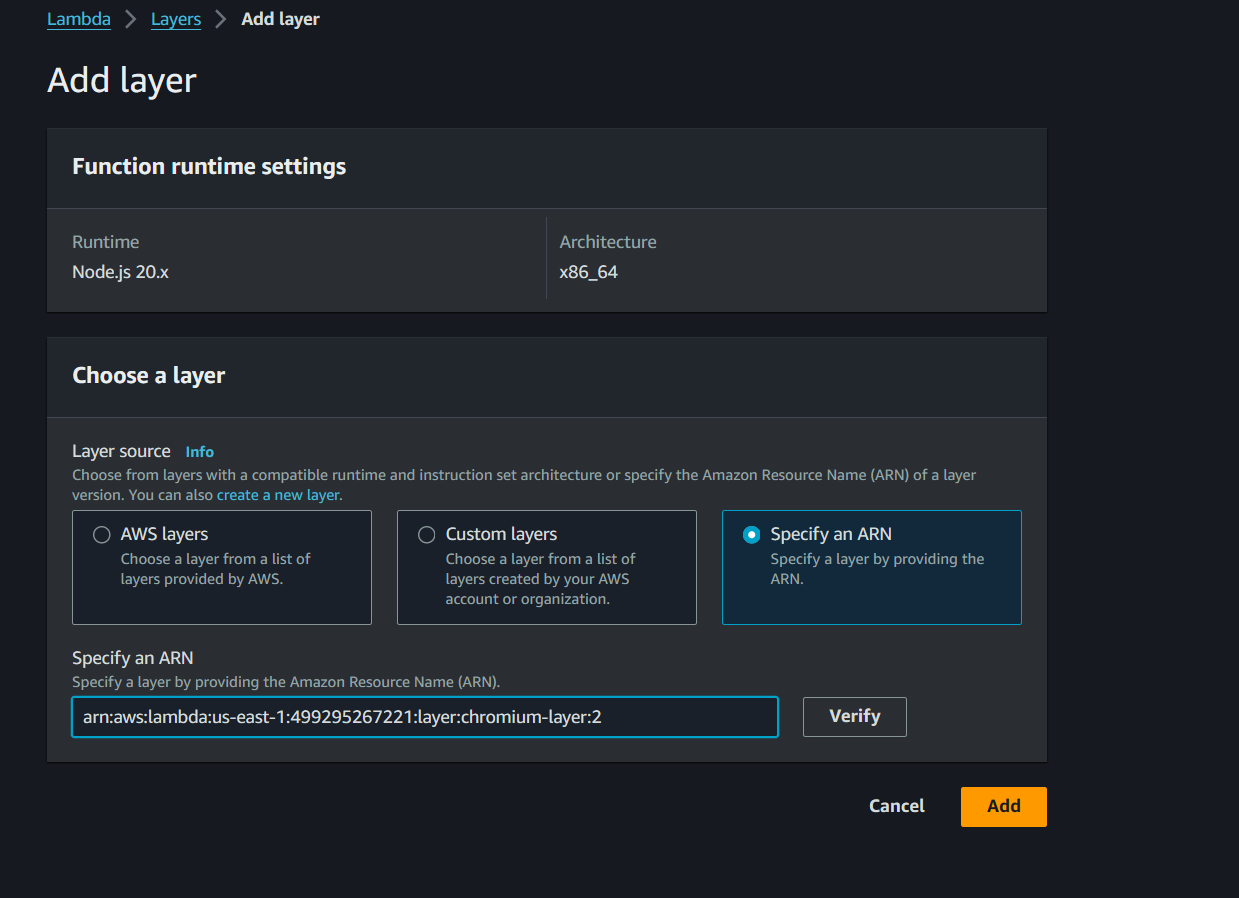 Lambda > Layers > Add layer
Add layer
Function runtime settings
Runtime
Node.js 20.x
Architecture
x86_64
Choose a layer
Layer source Info
Choose from layers with a compatible runtime and instruction set architecture or specify the Amazon Resource Name (ARN) of a layer
version. You can also create a new layer.
AWS layers
Choose a layer from a list of
layers provided by AWS.
Custom layers
Choose a layer from a list of
layers created by your AWS
account or organization.
Specify an ARN
Specify a layer by providing the
ARN.
Specify an ARN
Specify a layer by providing the Amazon Resource Name (ARN).
arn:aws:lambda:us-east-1:499295267221:layer:chromium-layer:2
Verify
Cancel
Add